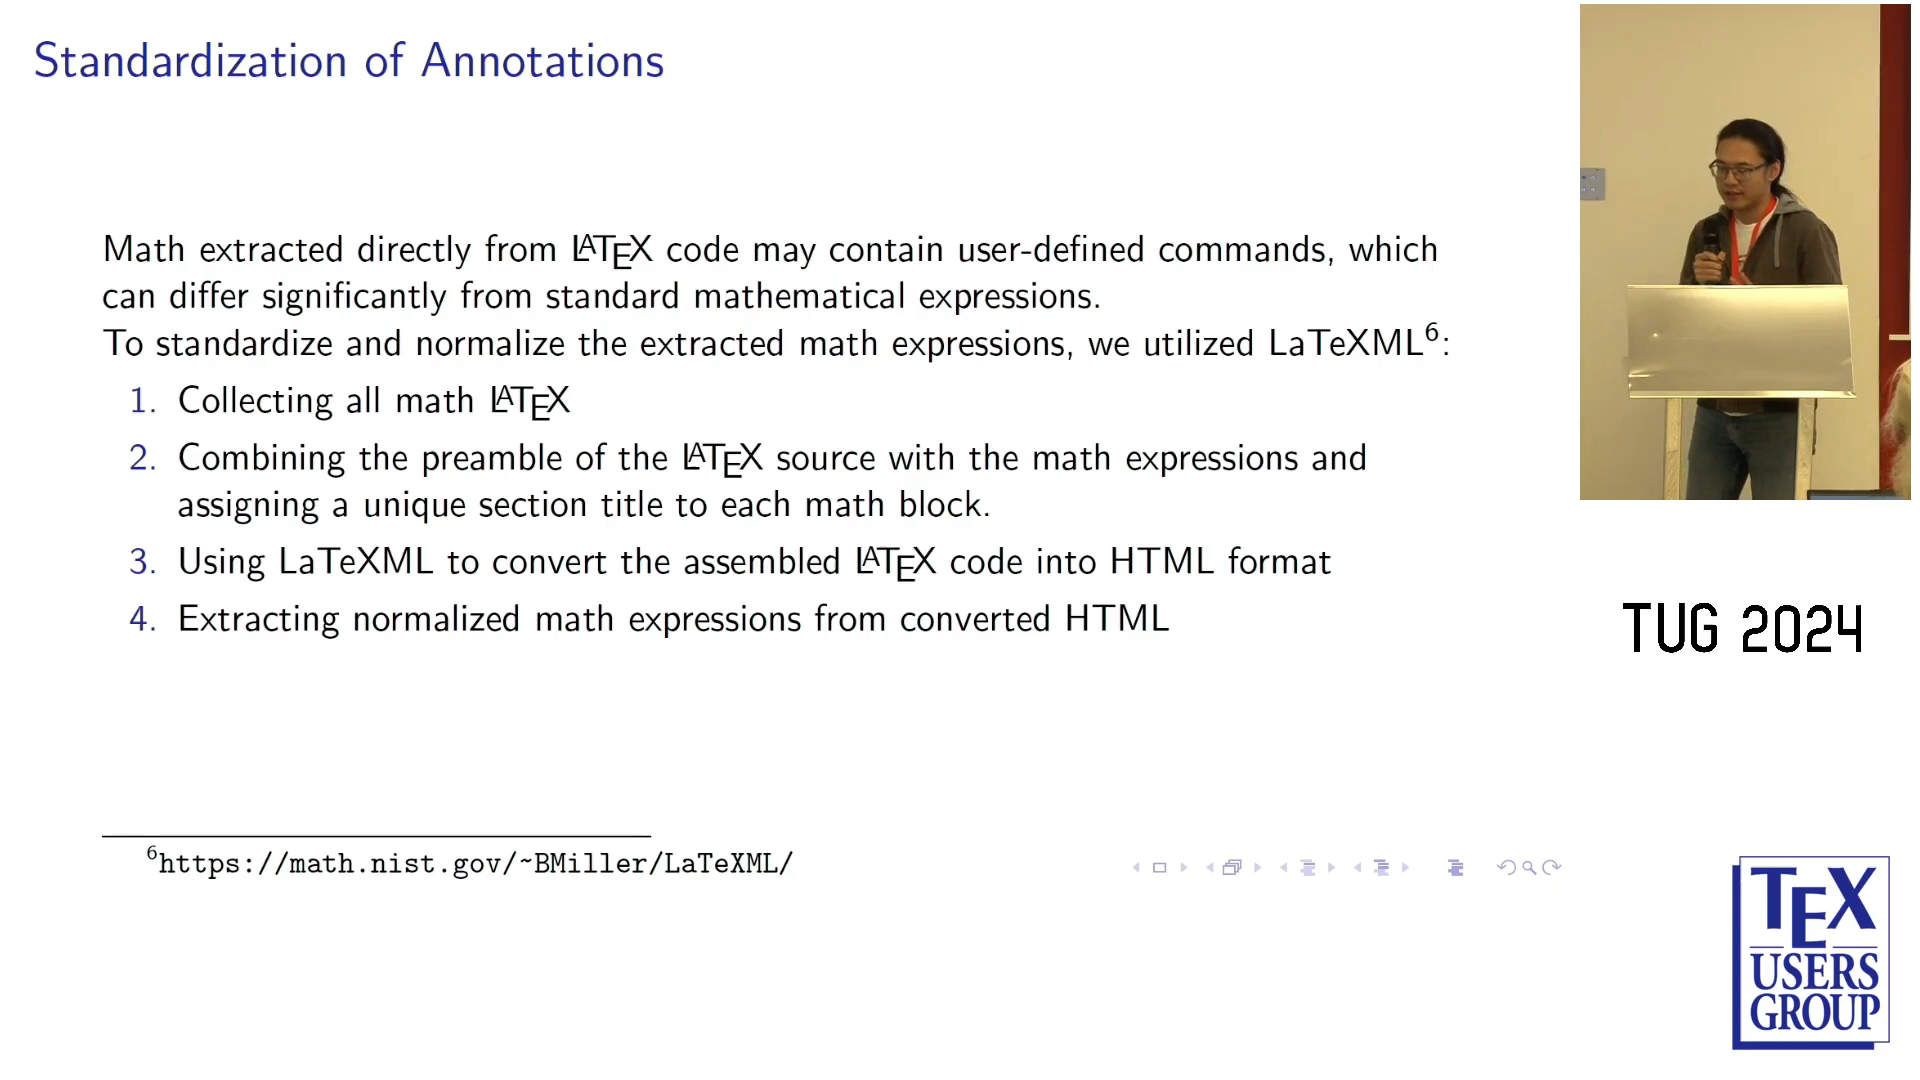 Standardization of Annotations
Math extracted directly from LATEX code may contain user-defined commands, which
can differ significantly from standard mathematical expressions.
To standardize and normalize the extracted math expressions, we utilized LaTeXML⁶:
1. Collecting all math LATEX
2. Combining the preamble of the LATEX source with the math expressions and
assigning a unique section title to each math block.
3. Using LaTeXML to convert the assembled LATEX code into HTML format
4. Extracting normalized math expressions from converted HTML
⁶https://math.nist.gov/~BMiller/LaTeXML/
TUG 2024
TEX
USERS
GROUP